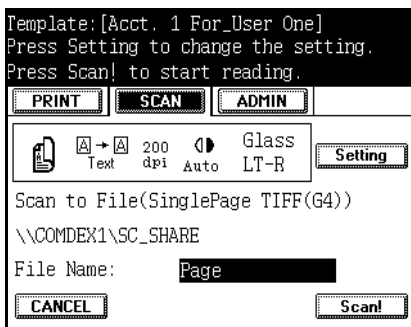 Template:[Acct. 1 For_User One]
Press Setting to change the setting.
Press Scan! to start reading.
PRINT SCAN ADMIN
A → A 200 Glass
Text dpi Auto LT-R Setting
Scan to File(SinglePage TIFF(G4))
\\COMDEX1\SC_SHARE
File Name: Page
CANCEL Scan!